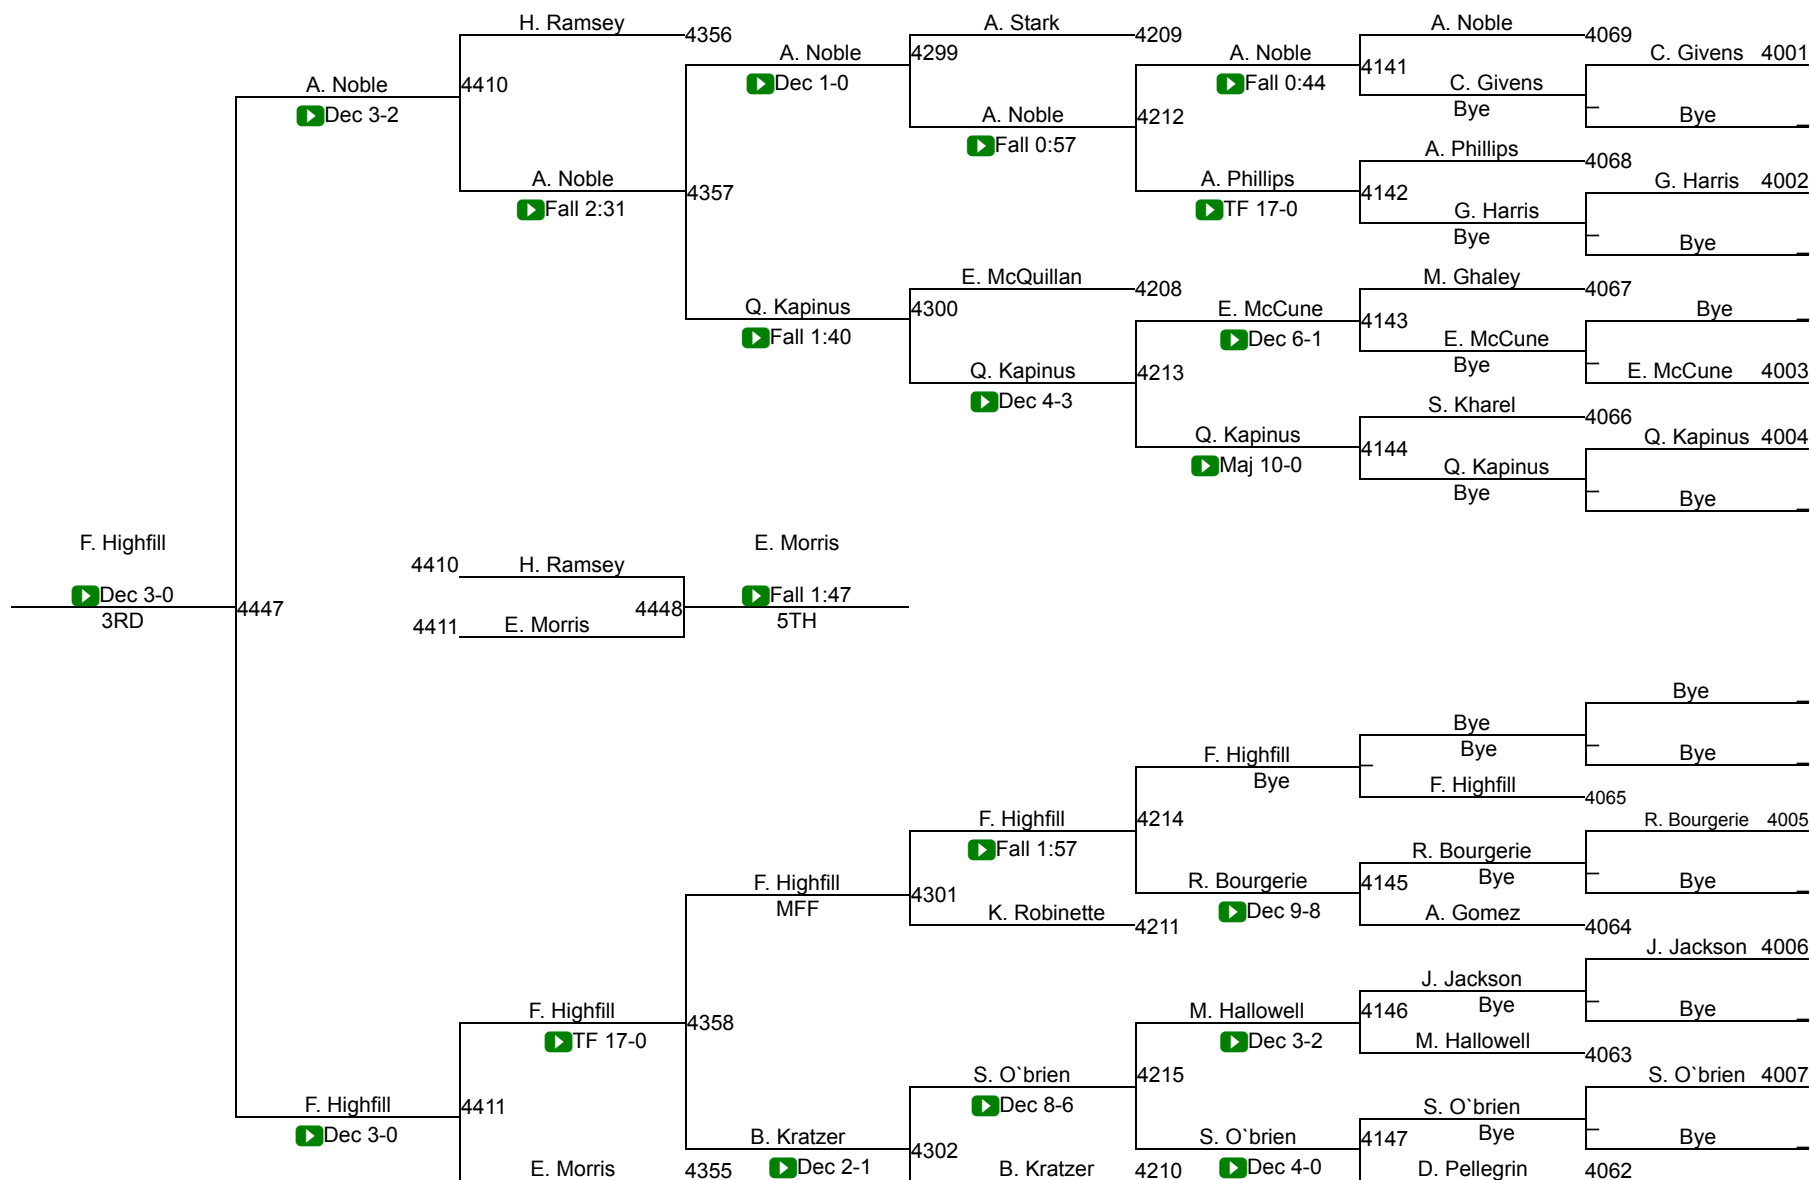 H. Ramsey
4356
A. Stark
4209
A. Noble
4069
A. Noble
4299
A. Noble
4141
C. Givens 4001
A. Noble
4410
Dec 1-0
Fall 0:44
C. Givens
Bye
Dec 3-2
A. Noble
4212
Bye
Fall 0:57
A. Phillips
4068
A. Noble
4357
A. Phillips
4142
G. Harris 4002
Fall 2:31
TF 17-0
G. Harris
Bye
Bye
E. McQuillan
4208
M. Ghaley
4067
Q. Kapinus
4300
E. McCune
4143
Bye
Fall 1:40
Dec 6-1
E. McCune
Bye
Q. Kapinus
4213
E. McCune 4003
Dec 4-3
S. Kharel
4066
Q. Kapinus
4144
Q. Kapinus 4004
Maj 10-0
Q. Kapinus
Bye
Bye
F. Highfill
E. Morris
4410
H. Ramsey
Dec 3-0
4447
4448
Fall 1:47
3RD
4411
E. Morris
5TH
Bye
Bye
Bye
Bye
F. Highfill
Bye
F. Highfill
4065
F. Highfill
4214
R. Bourgerie 4005
Fall 1:57
R. Bourgerie
Bye
F. Highfill
4301
R. Bourgerie
4145
Bye
MFF
Dec 9-8
K. Robinette
4211
A. Gomez
4064
J. Jackson 4006
J. Jackson
Bye
F. Highfill
4358
M. Hallowell
4146
Bye
TF 17-0
Dec 3-2
M. Hallowell
4063
S. O`brien
4215
S. O`brien 4007
F. Highfill
4411
Dec 8-6
S. O`brien
Bye
Dec 3-0
B. Kratzer
4302
S. O`brien
4147
Bye
E. Morris
4355
Dec 2-1
B. Kratzer
4210
Dec 4-0
D. Pellegrin
4062